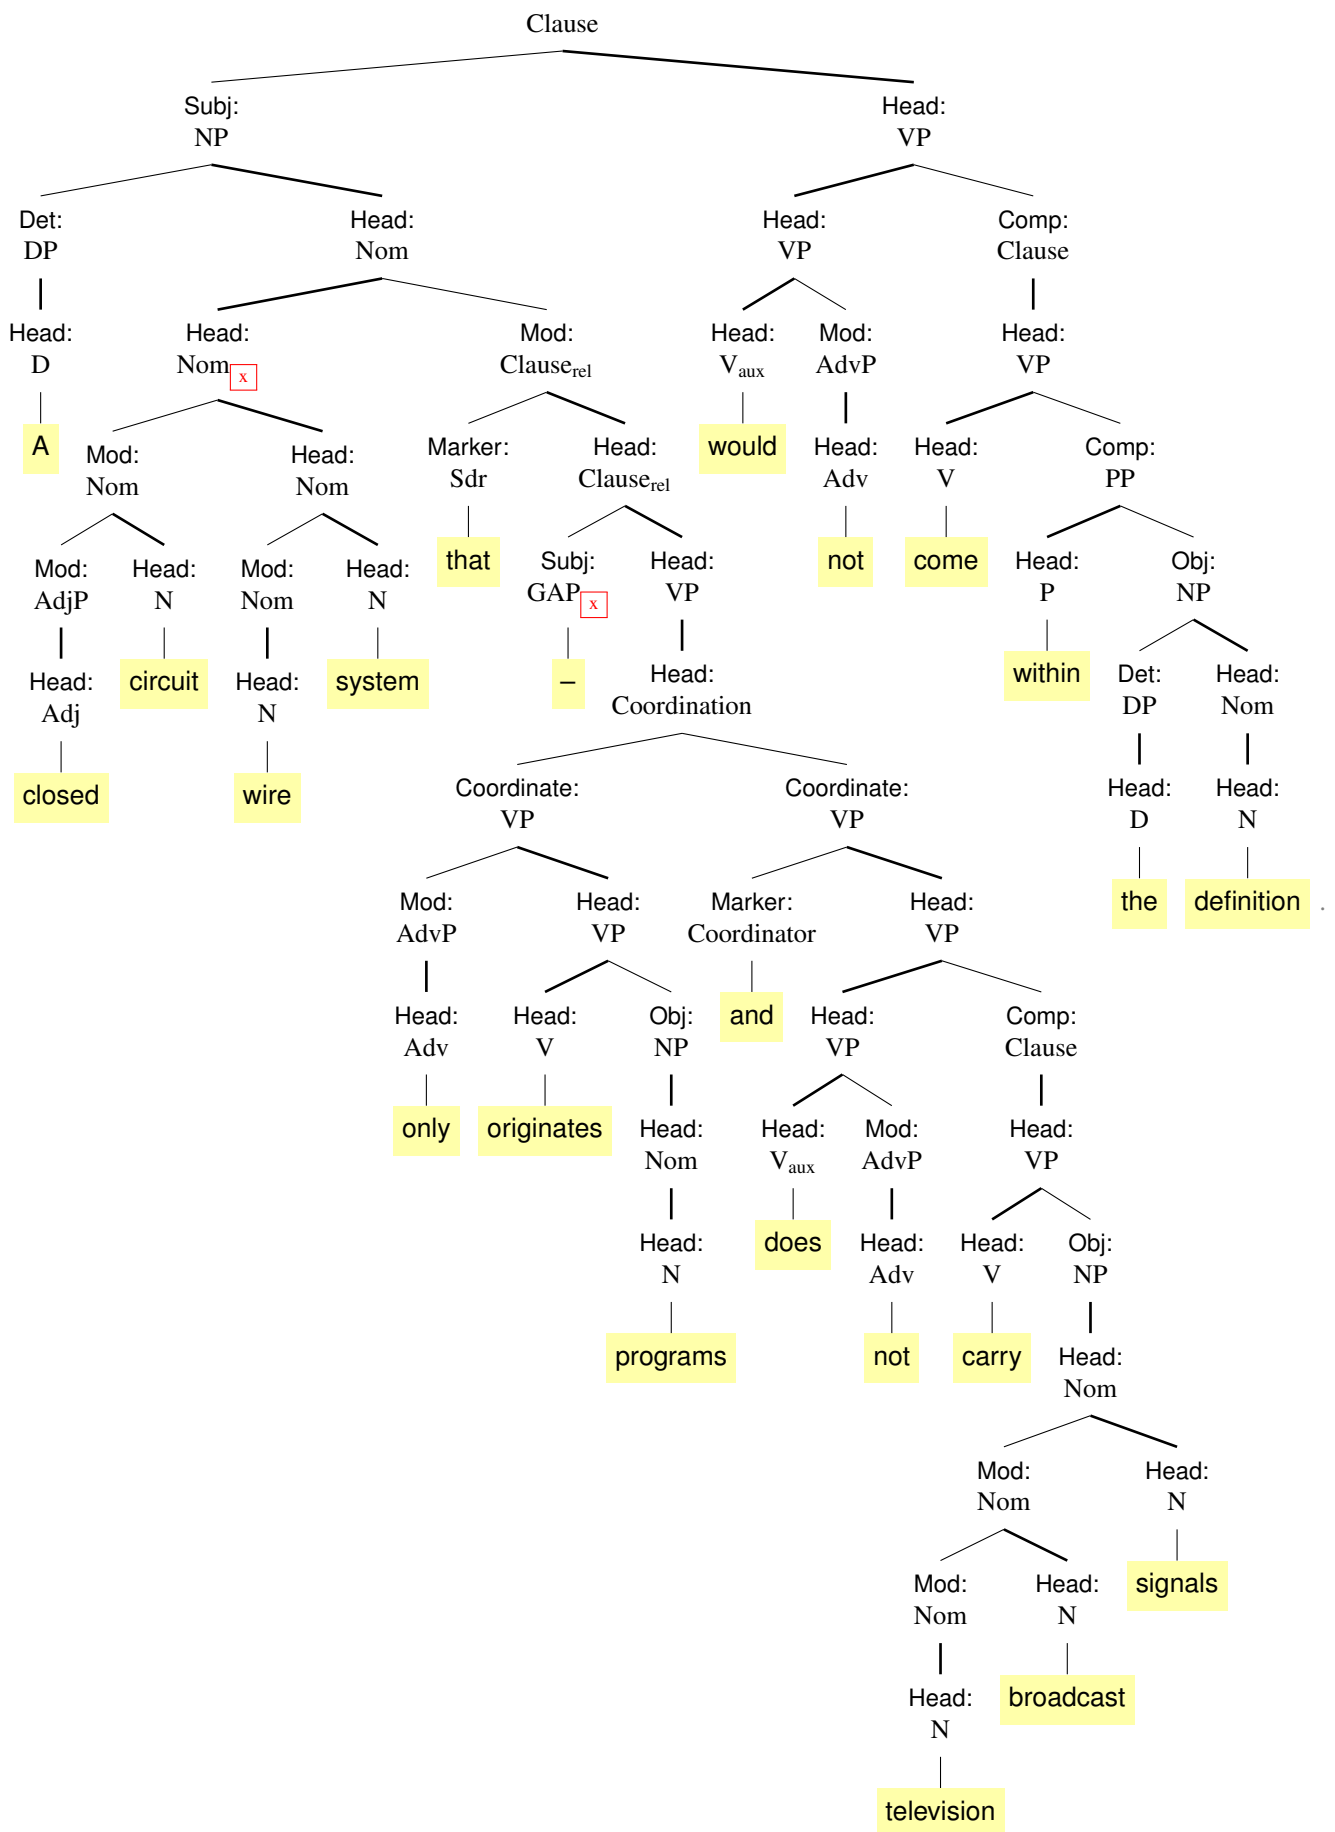 Clause
Subj: Head:
NP VP
Det: Head: Head: Comp:
DP Nom VP Clause
Head: Head: Mod: Head: Mod: Head:
D Nom x Clause rel V aux AdvP VP
A Mod: Head: Marker: Head: would Head: Head: Comp:
Nom Nom Sdr Clause rel Adv V PP
Mod: Head: Mod: Head: that Subj: Head: not come Head: Obj:
AdjP N Nom N GAP x VP P NP
Head: circuit Head: system – Head: within Det: Head:
Adj N Coordination DP Nom
closed wire Coordinate: Coordinate: Head: Head:
VP VP D N
Mod: Head: Marker: Head: the definition .
AdvP VP Coordinator VP
Head: Head: Obj: and Head: Comp:
Adv V NP VP Clause
only originates Head: Head: Mod: Head:
Nom V aux AdvP VP
Head: does Head: Head: Obj:
N Adv V NP
programs not carry Head:
Nom
Mod: Head:
Nom N
Mod: Head: signals
Nom N
Head: broadcast
N
television